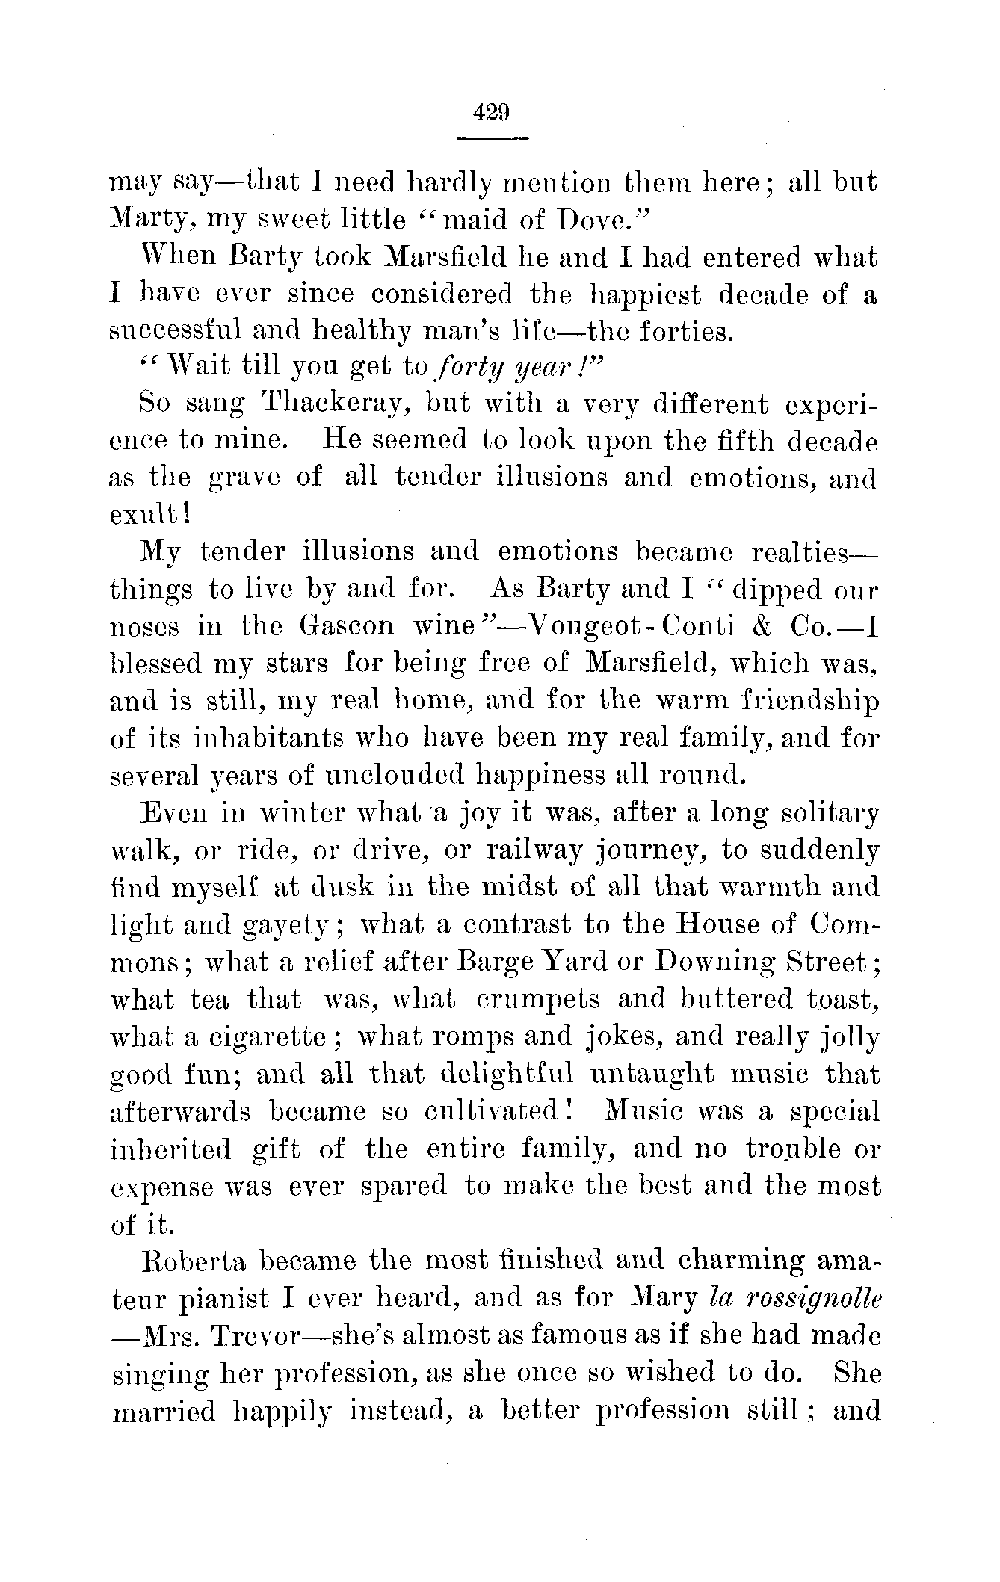 429
may say—that I need hardly mention them here; all but
Marty, my sweet little “maid of Dove.”
When Barty took Marsfield he and I had entered what
I have ever since considered the happiest decade of a
successful and healthy man's life—the forties.
“Wait till you get to forty year!”
So sang Thackeray, but with a very different experi-
ence to mine. He seemed to look upon the fifth decade
as the grave of all tender illusions and emotions, and
exult!
My tender illusions and emotions became realties—
things to live by and for. As Barty and I “dipped our
noses in the Gascon wine”—Vougeot-Conti & Co.—I
blessed my stars for being free of Marsfield, which was,
and is still, my real home, and for the warm friendship
of its inhabitants who have been my real family, and for
several years of unclouded happiness all round.
Even in winter what a joy it was, after a long solitary
walk, or ride, or drive, or railway journey, to suddenly
find myself at dusk in the midst of all that warmth and
light and gayety; what a contrast to the House of Com-
mons; what a relief after Barge Yard or Downing Street;
what tea that was, what crumpets and buttered toast,
what a cigarette; what romps and jokes, and really jolly
good fun; and all that delightful untaught music that
afterwards became so cultivated! Music was a special
inherited gift of the entire family, and no trouble or
expense was ever spared to make the best and the most
of it.
Roberta became the most finished and charming ama-
teur pianist I ever heard, and as for Mary la rossignolle
—Mrs. Trevor—she's almost as famous as if she had made
singing her profession, as she once so wished to do. She
married happily instead, a better profession still; and